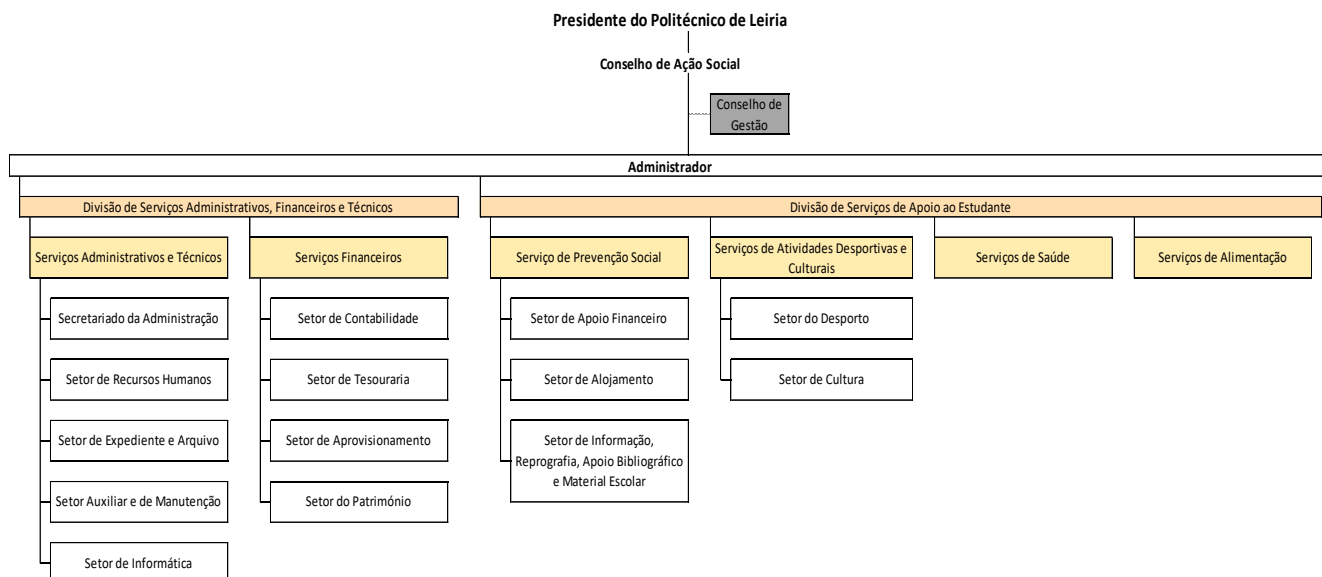 Presidente do Politécnico de Leiria
Conselho de Ação Social
Conselho de
Gestão
Administrador
Divisão de Serviços Administrativos, Financeiros e Técnicos
Divisão de Serviços de Apoio ao Estudante
Serviços Administrativos e Técnicos
Serviços Financeiros
Serviço de Prevenção Social
Serviços de Atividades Desportivas e
Culturais
Serviços de Saúde
Serviços de Alimentação
Secretariado da Administração
Setor de Contabilidade
Setor de Apoio Financeiro
Setor do Desporto
Setor de Recursos Humanos
Setor de Tesouraria
Setor de Alojamento
Setor de Cultura
Setor de Expediente e Arquivo
Setor de Aprovisionamento
Setor de Informação,
Reprografia, Apoio Bibliográfico
e Material Escolar
Setor Auxiliar e de Manutenção
Setor do Património
Setor de Informática